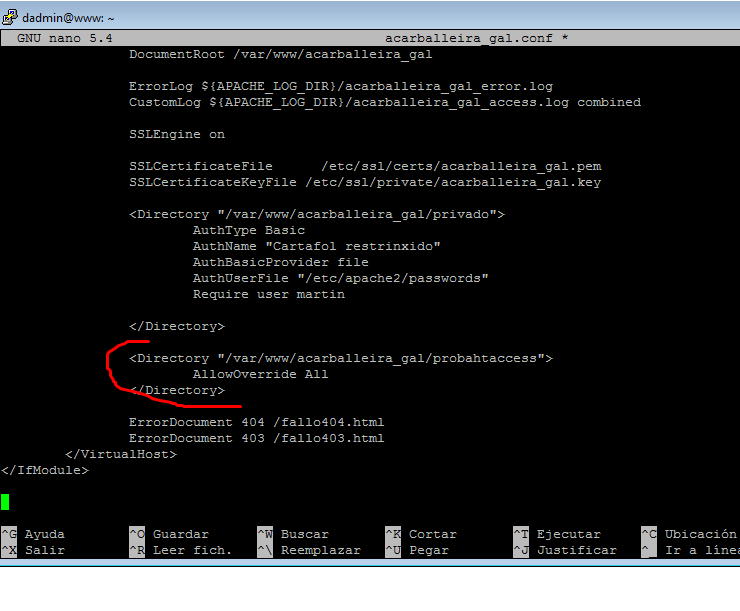 dadmin@www: ~
GNU nano 5.4 acarballeira_gal.conf *
DocumentRoot /var/www/acarballeira_gal
ErrorLog ${APACHE_LOG_DIR}/acarballeira_gal_error.log
CustomLog ${APACHE_LOG_DIR}/acarballeira_gal_access.log combined
SSLEngine on
SSLCertificateFile /etc/ssl/certs/acarballeira_gal.pem
SSLCertificateKeyFile /etc/ssl/private/acarballeira_gal.key
<Directory "/var/www/acarballeira_gal/privado">
AuthType Basic
AuthName "Cartafol restrinxido"
AuthBasicProvider file
AuthUserFile "/etc/apache2/passwords"
Require user martin
</Directory>
<Directory "/var/www/acarballeira_gal/probahtaccess">
AllowOverride All
</Directory>
ErrorDocument 404 /fallo404.html
ErrorDocument 403 /fallo403.html
</VirtualHost>
</IfModule>
^G Ayuda ^O Guardar ^W Buscar ^K Cortar ^T Ejecutar ^C Ubicación
^X Salir ^R Leer fich. ^\ Reemplazar ^U Pegar ^J Justificar ^_ Ir a línea